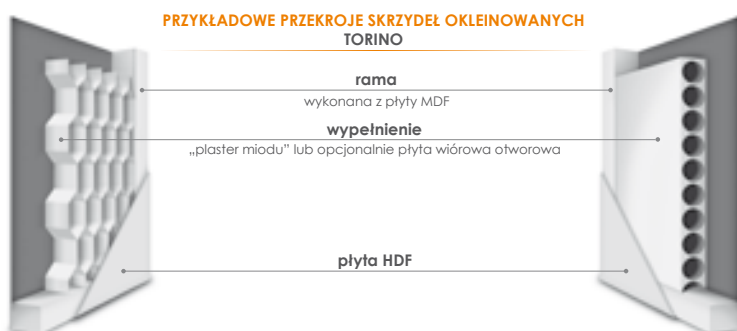 PRZYKŁADOWE PRZEKROJE SKRZYDEŁ OKLEINOWANYCH
TORINO
rama
wykonana z płyty MDF
wypełnienie
„plaster miodu” lub opcjonalnie płyta wiórowa otworowa
płyta HDF